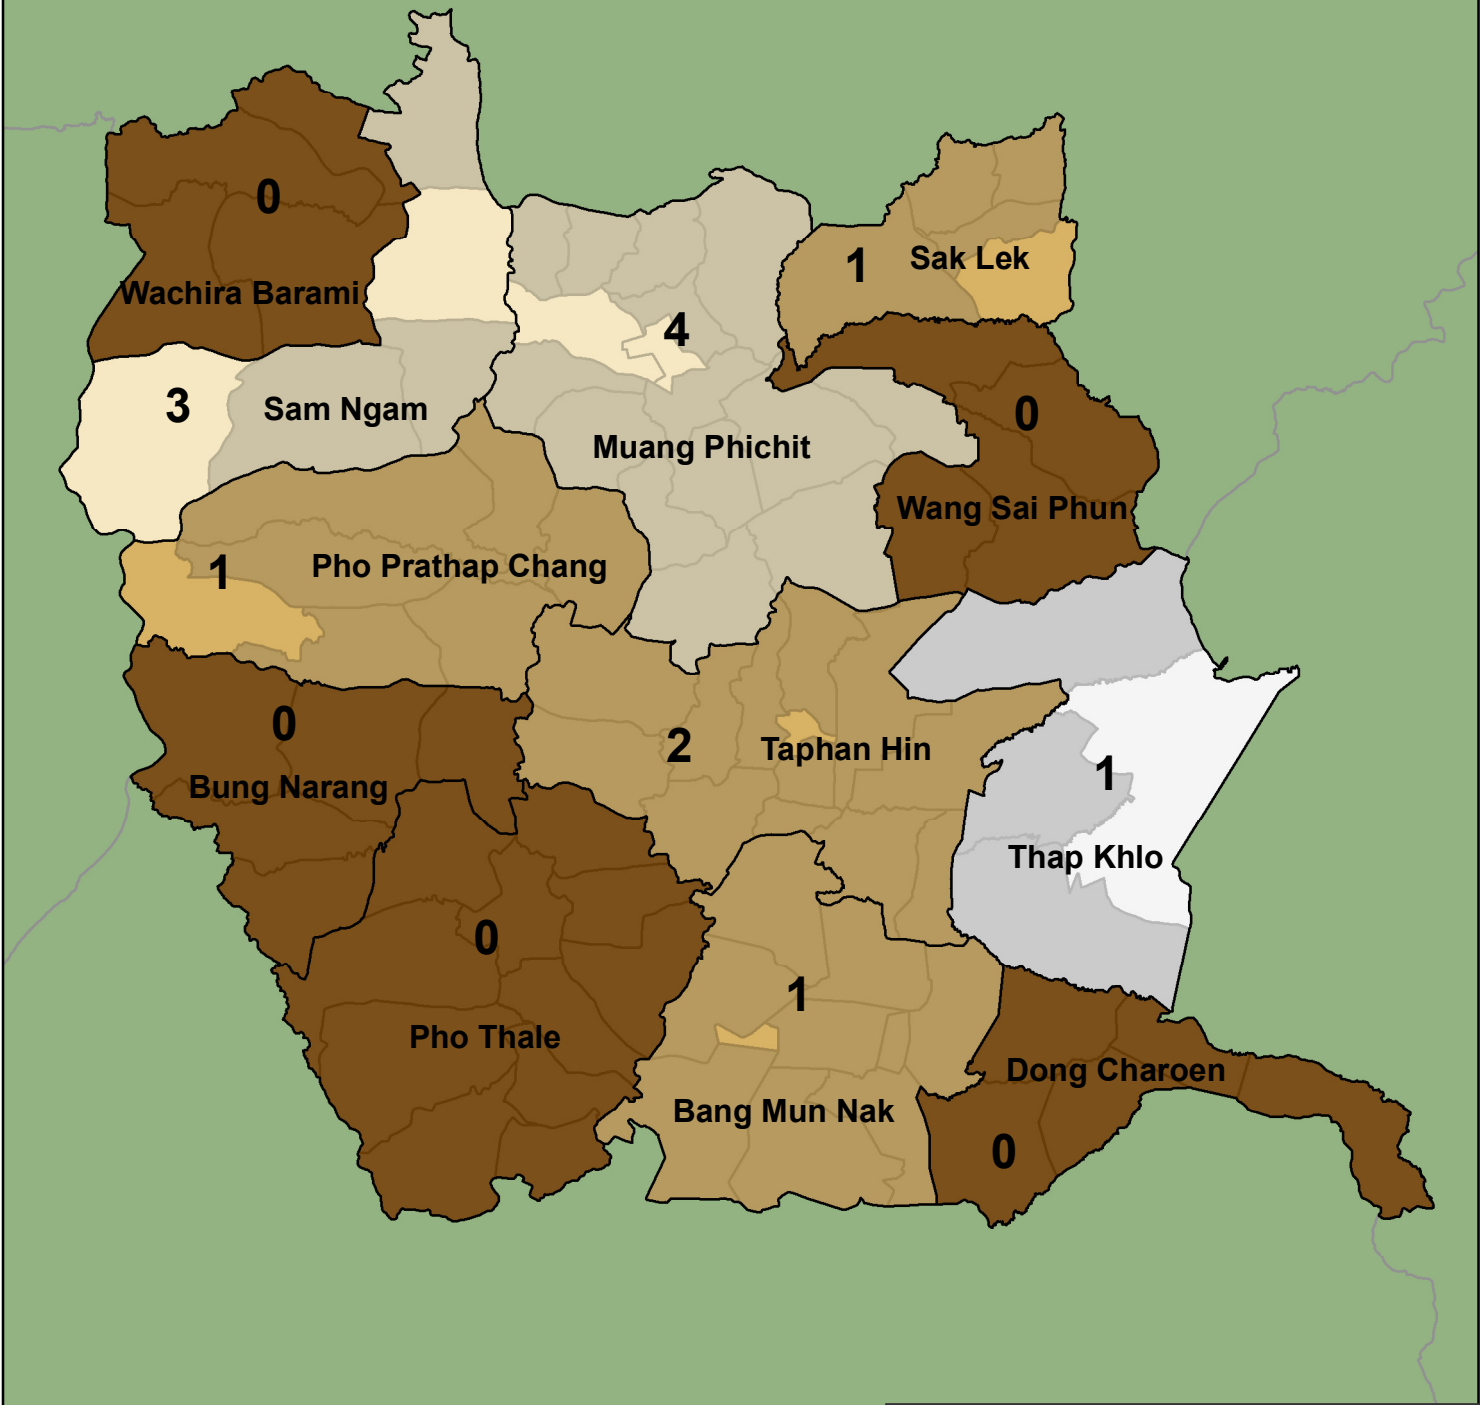 0
Wachira Barami
1
Sak Lek
4
3
Sam Ngam
Muang Phichit
0
Wang Sai Phun
1
Pho Prathap Chang
0
Bung Narang
2
Taphan Hin
1
Thap Khlo
0
Pho Thale
1
Bang Mun Nak
Dong Charoen
0